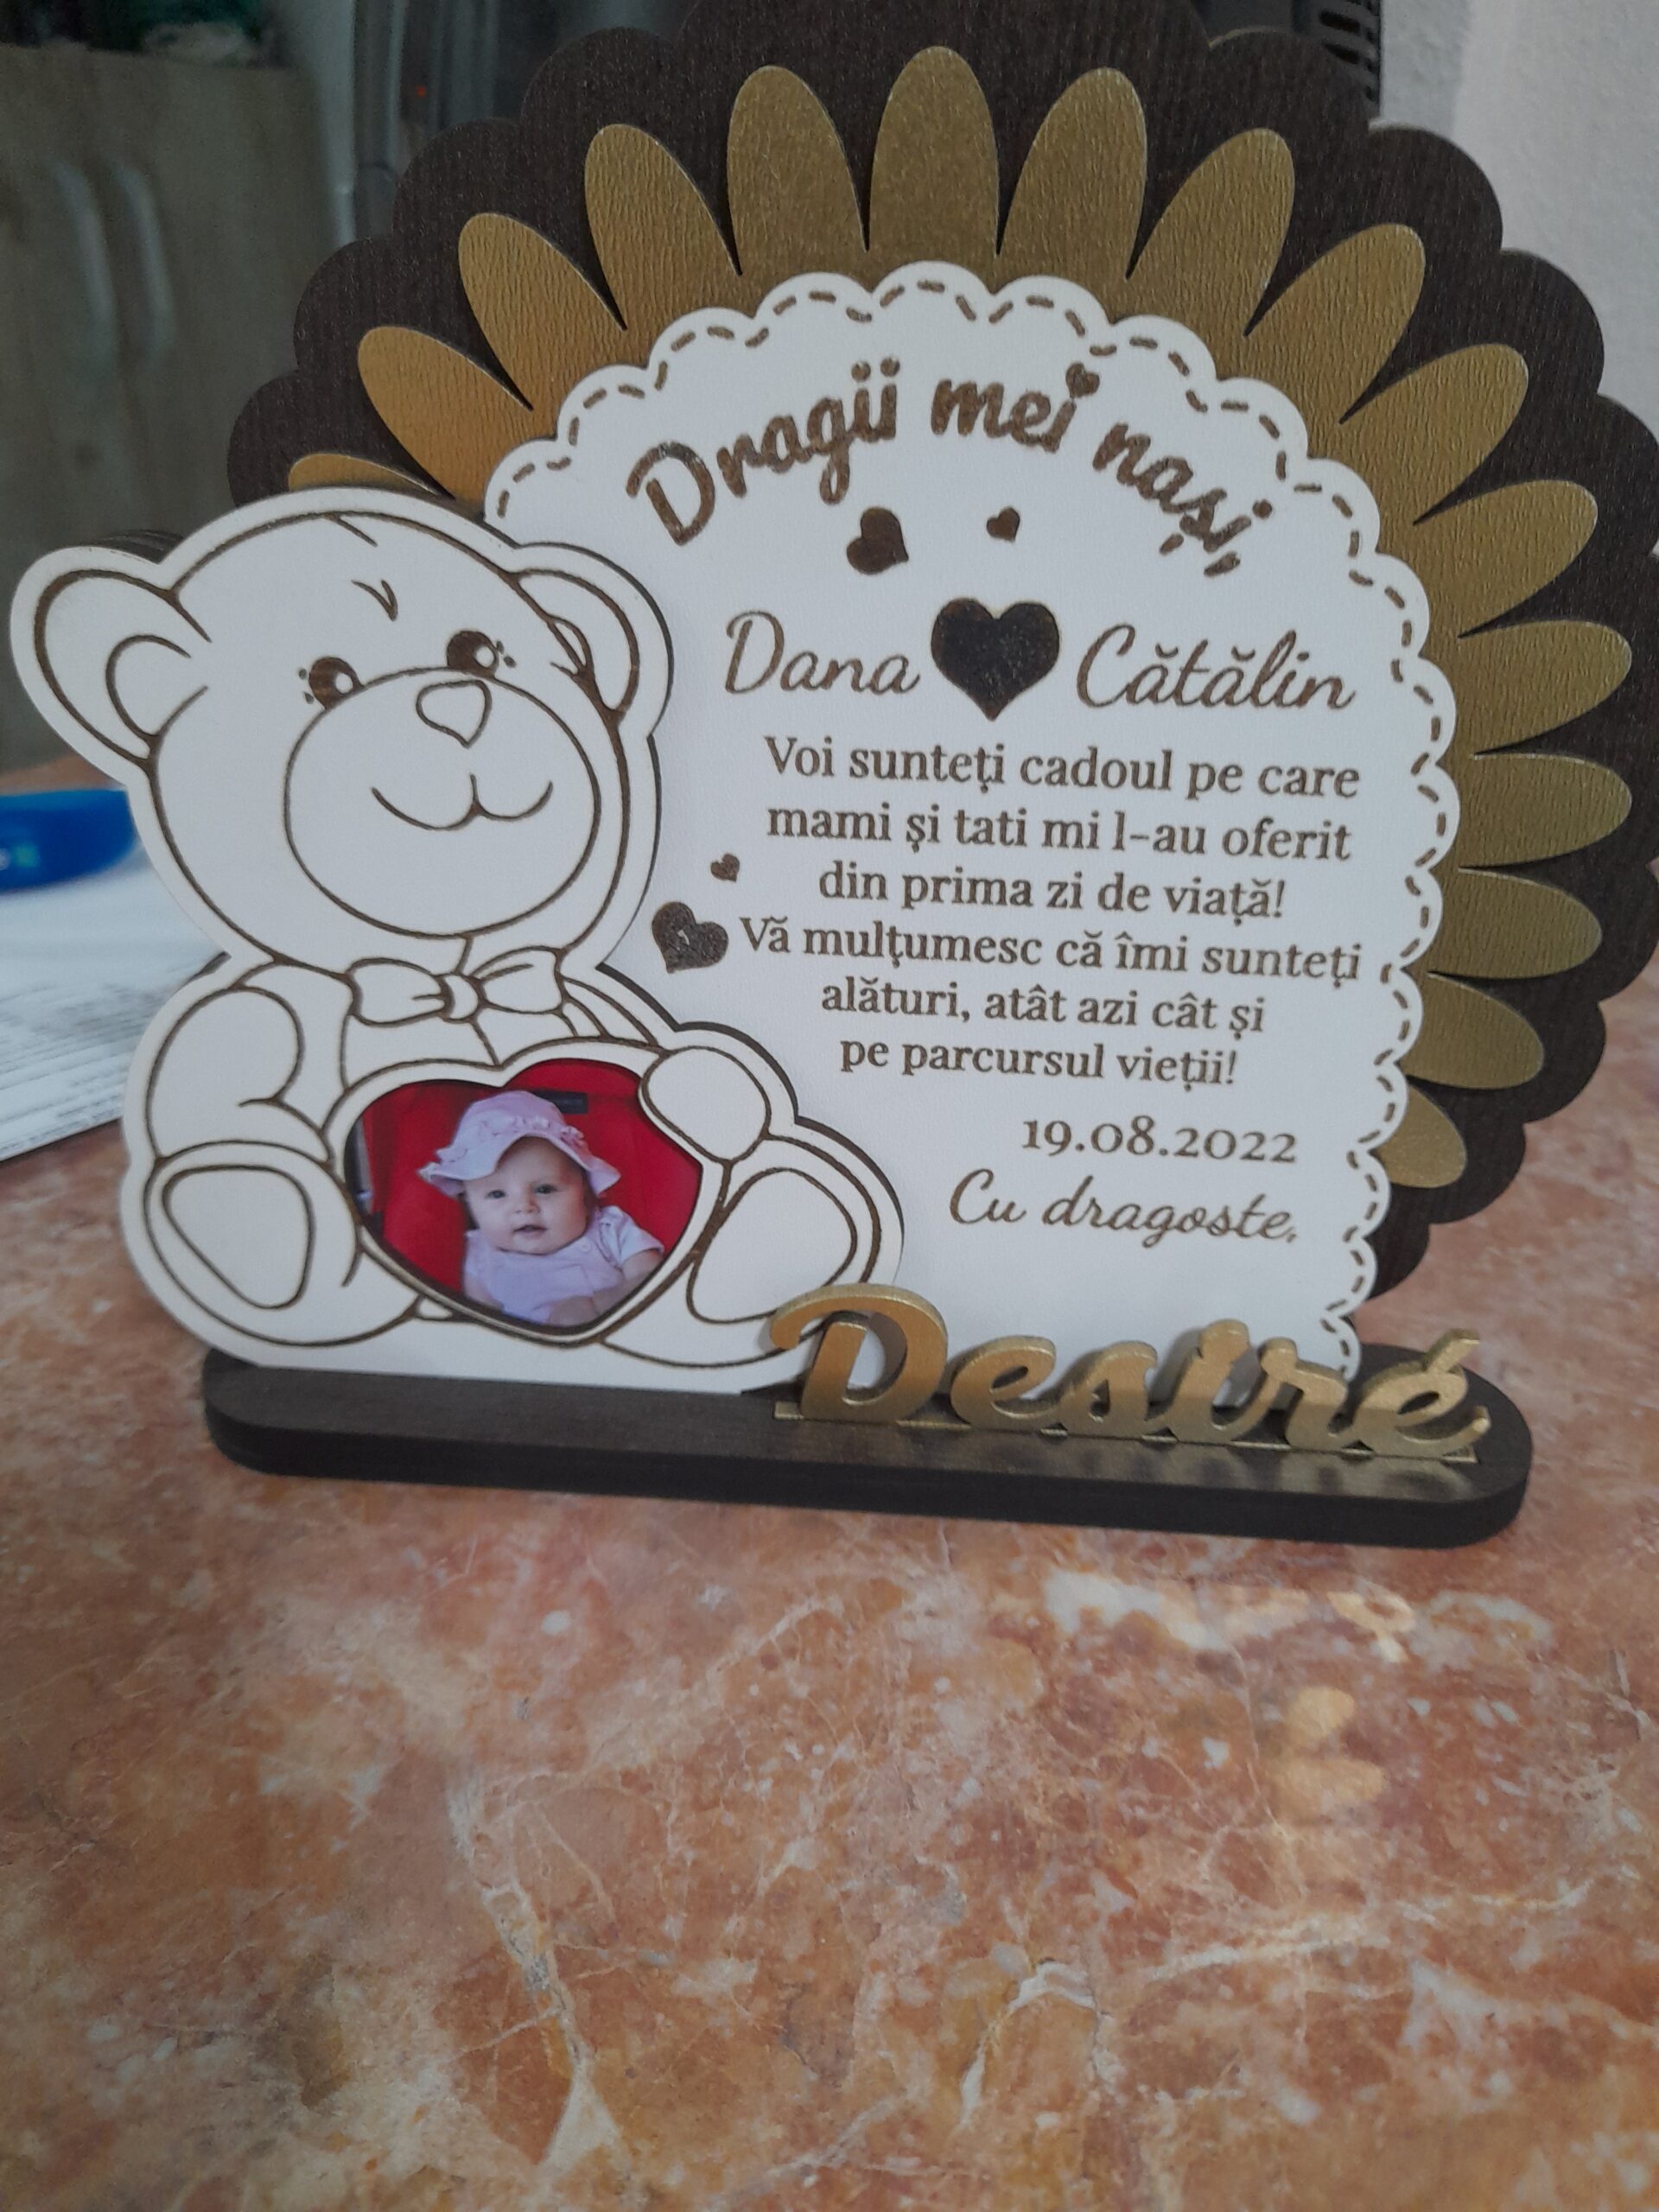 Dragii mei nași,
Dana Cătălin
Voi sunteți cadoul pe care
mami și tati mi l-au oferit
din prima zi de viață!
Vă mulțumesc că îmi sunteți
alături, atât azi cât și
pe parcursul vieții!
19.08.2022
Cu dragoste,
Desiré